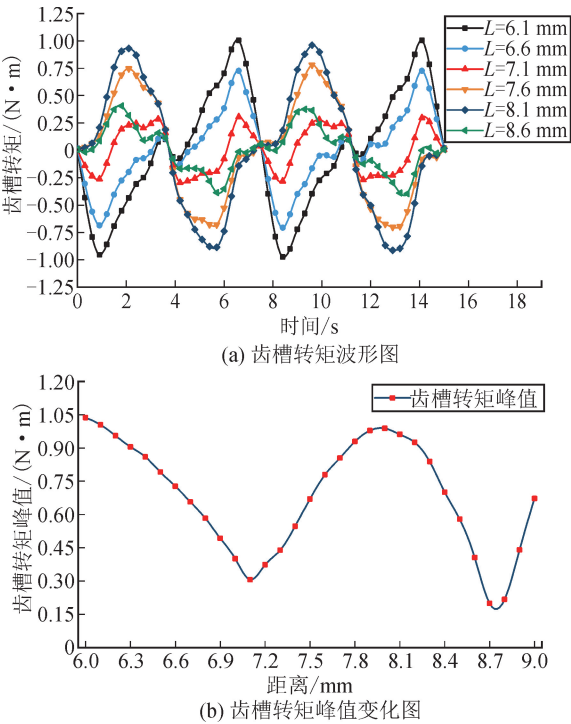 1.25
1.00
0.75
0.50
0.25
0
−0.25
−0.50
−0.75
−1.00
−1.25
齿槽转矩/(N·m)
L=6.1 mm
L=6.6 mm
L=7.1 mm
L=7.6 mm
L=8.1 mm
L=8.6 mm
0 2 4 6 8 10 12 14 16 18
时间/s
(a) 齿槽转矩波形图
1.20
1.05
0.90
0.75
0.60
0.45
0.30
0.15
0
齿槽转矩峰值/(N·m)
齿槽转矩峰值
6.0 6.3 6.6 6.9 7.2 7.5 7.8 8.1 8.4 8.7 9.0
距离/mm
(b) 齿槽转矩峰值变化图